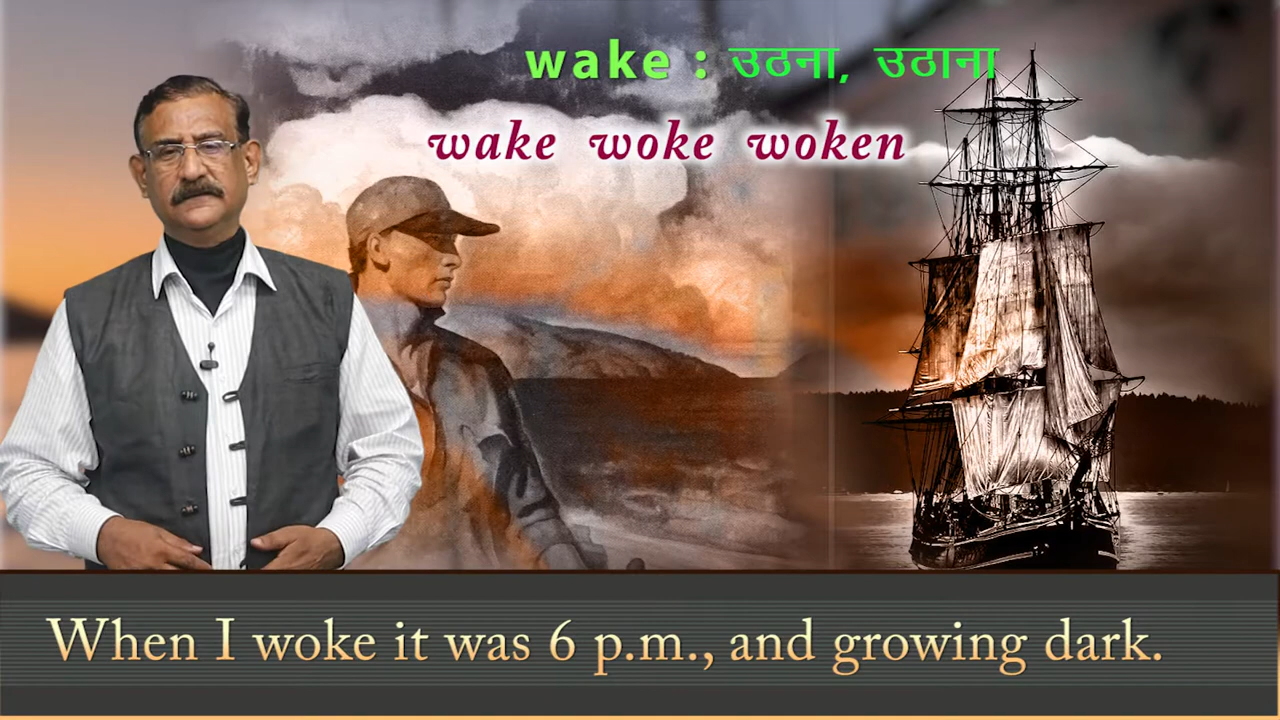 wake : उठना, उठाना
wake woke woken
When I woke it was 6 p.m., and growing dark.